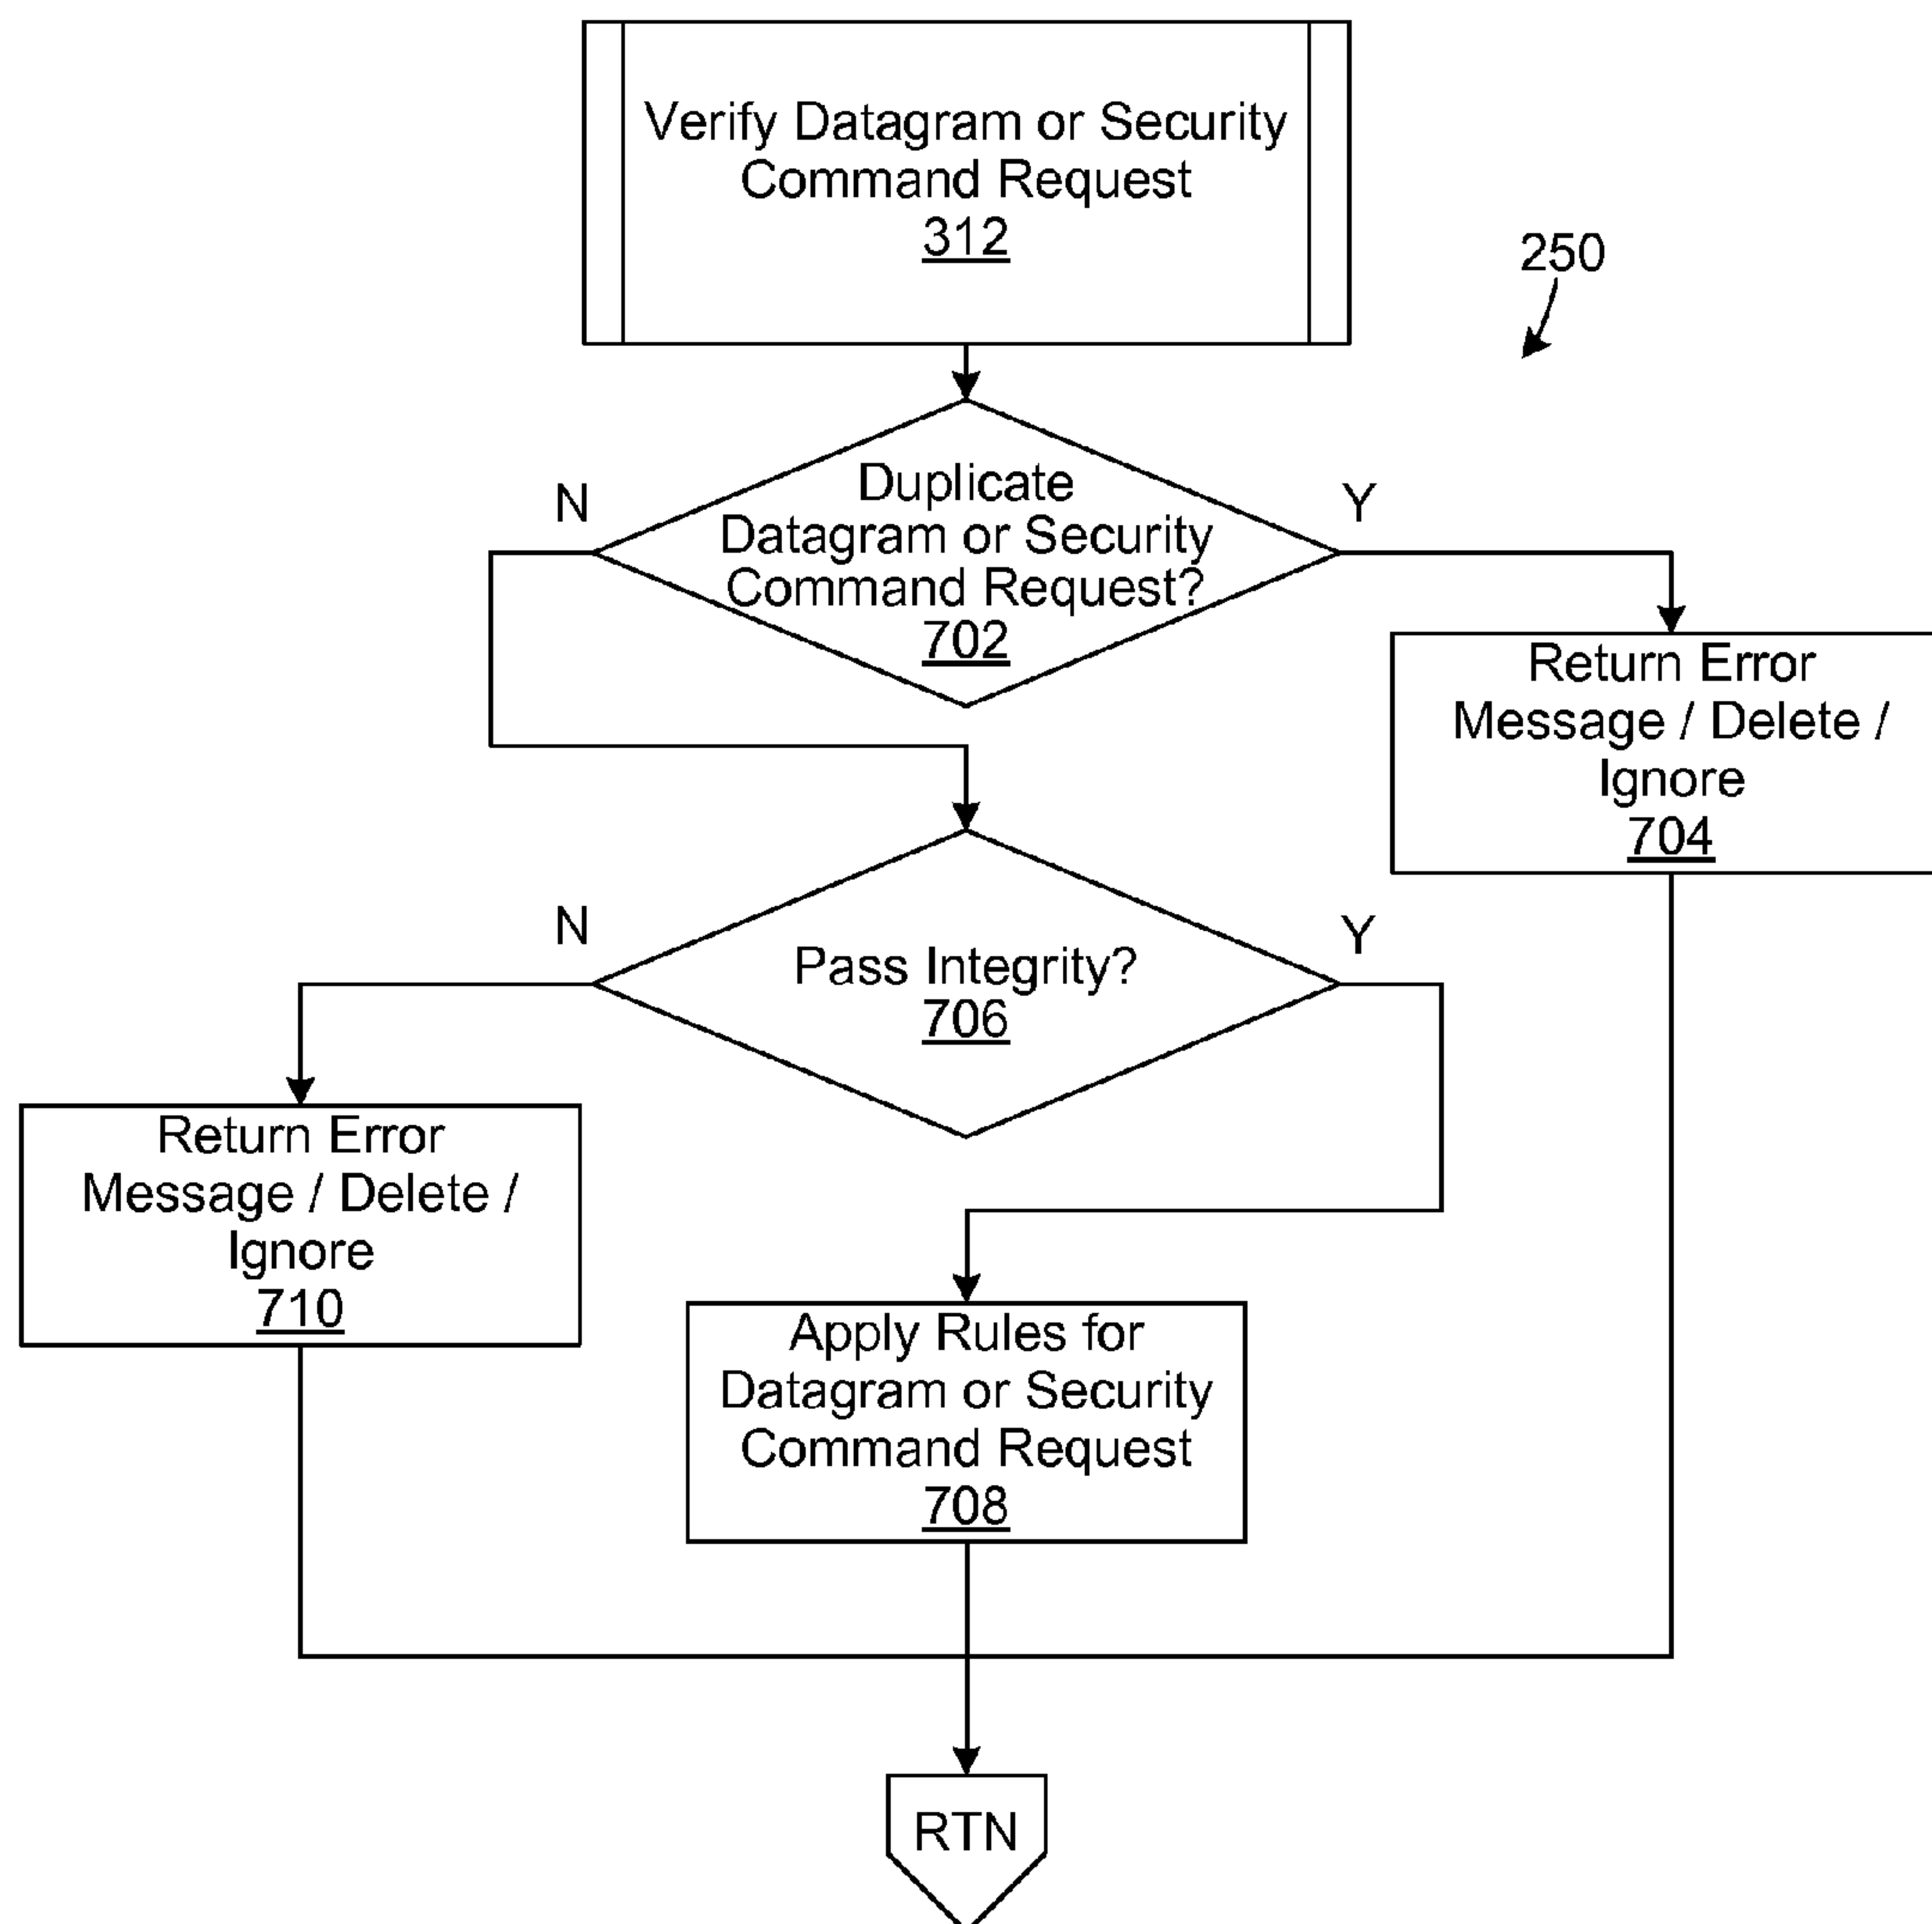 Verify Datagram or Security
Command Request
312
250
Duplicate
Datagram or Security
Command Request?
702
N
Y
Return Error
Message / Delete /
Ignore
704
Pass Integrity?
706
N
Y
Return Error
Message / Delete /
Ignore
710
Apply Rules for
Datagram or Security
Command Request
708
RTN